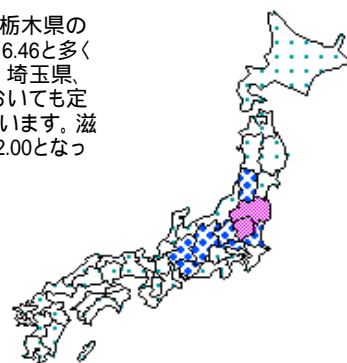 栃木県の
6.46と多く
埼玉県、
おいても定
います。滋
2.00となっ